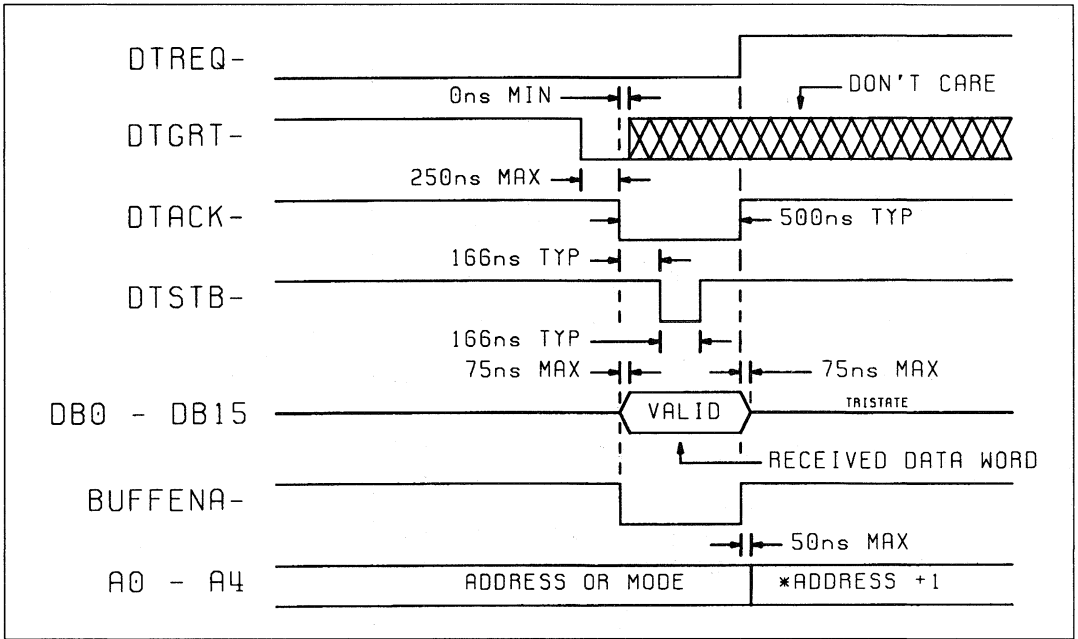 DTREQ-
DON'T CARE
0ns MIN
DTGRT-
250ns MAX
DTACK-
500ns TYP
166ns TYP
DTSTB-
166ns TYP
75ns MAX
75ns MAX
DB0 - DB15
VALID
TRISTATE
RECEIVED DATA WORD
BUFFENA-
50ns MAX
A0 - A4
ADDRESS OR MODE
*ADDRESS +1